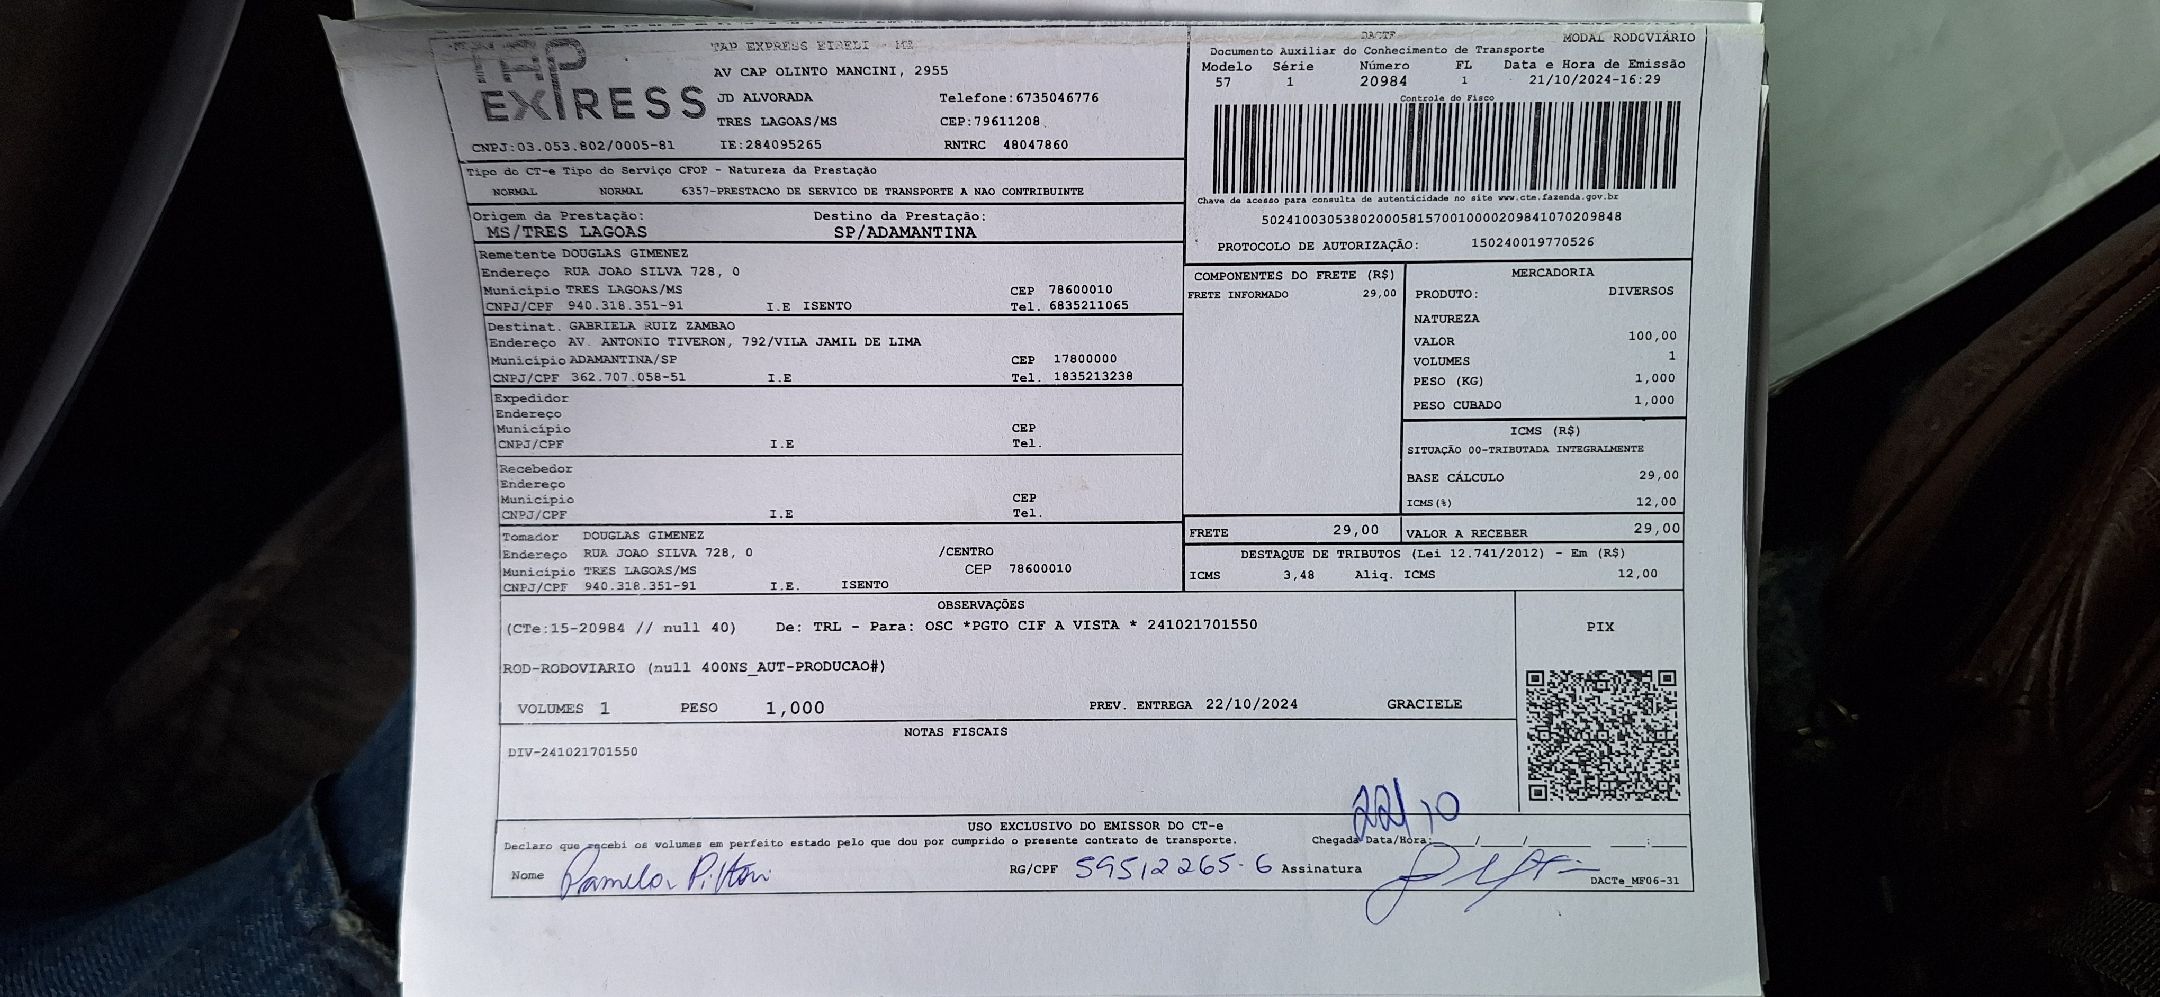 TAP EXPRESS
TAP EXPRESS EIRELI - ME
AV CAP OLINTO MANCINI, 2955
JD ALVORADA Telefone:6735046776
TRES LAGOAS/MS CEP:79611208
CNPJ:03.053.802/0005-81 IE:284095265 RNTRC 48047860
DACTE MODAL RODOVIÁRIO
Documento Auxiliar do Conhecimento de Transporte
Modelo Série Número FL Data e Hora de Emissão
57 1 20984 1 21/10/2024-16:29
Controle do Fisco
Chave de acesso para consulta de autenticidade no site www.cte.fazenda.gov.br
50241003053802000581570010000209841070209848
PROTOCOLO DE AUTORIZAÇÃO: 150240019770526
Tipo do CT-e Tipo do Serviço CFOP - Natureza da Prestação
NORMAL NORMAL 6357-PRESTACAO DE SERVICO DE TRANSPORTE A NAO CONTRIBUINTE
Origem da Prestação: Destino da Prestação:
MS/TRES LAGOAS SP/ADAMANTINA
Remetente DOUGLAS GIMENEZ
Endereço RUA JOAO SILVA 728, 0
Município TRES LAGOAS/MS CEP 78600010
CNPJ/CPF 940.318.351-91 I.E ISENTO Tel. 6835211065
Destinat. GABRIELA RUIZ ZAMBAO
Endereço AV. ANTONIO TIVERON, 792/VILA JAMIL DE LIMA
Município ADAMANTINA/SP CEP 17800000
CNPJ/CPF 362.707.058-51 I.E Tel. 1835213238
Expedidor
Endereço
Município CEP
CNPJ/CPF I.E Tel.
Recebedor
Endereço
Município CEP
CNPJ/CPF I.E Tel.
Tomador DOUGLAS GIMENEZ
Endereço RUA JOAO SILVA 728, 0 /CENTRO
Município TRES LAGOAS/MS CEP 78600010
CNPJ/CPF 940.318.351-91 I.E. ISENTO
COMPONENTES DO FRETE (R$)
FRETE INFORMADO 29,00
MERCADORIA
PRODUTO: DIVERSOS
NATUREZA
VALOR 100,00
VOLUMES 1
PESO (KG) 1,000
PESO CUBADO 1,000
ICMS (R$)
SITUAÇÃO 00-TRIBUTADA INTEGRALMENTE
BASE CÁLCULO 29,00
ICMS(%) 12,00
FRETE 29,00 VALOR A RECEBER 29,00
DESTAQUE DE TRIBUTOS (Lei 12.741/2012) - Em (R$)
ICMS 3,48 Aliq. ICMS 12,00
OBSERVAÇÕES
(CTe:15-20984 // null 40) De: TRL - Para: OSC *PGTO CIF A VISTA * 241021701550
ROD-RODOVIARIO (null 400NS_AUT-PRODUCAO#)
VOLUMES 1 PESO 1,000 PREV. ENTREGA 22/10/2024 GRACIELE
PIX
NOTAS FISCAIS
DIV-241021701550
22/10
USO EXCLUSIVO DO EMISSOR DO CT-e
Declaro que recebi os volumes em perfeito estado pelo que dou por cumprido o presente contrato de transporte. Chegada Data/Hora: __/__/__ __:__
Nome Pamela RG/CPF 59512265-6 Assinatura
DACTe_MF06-31